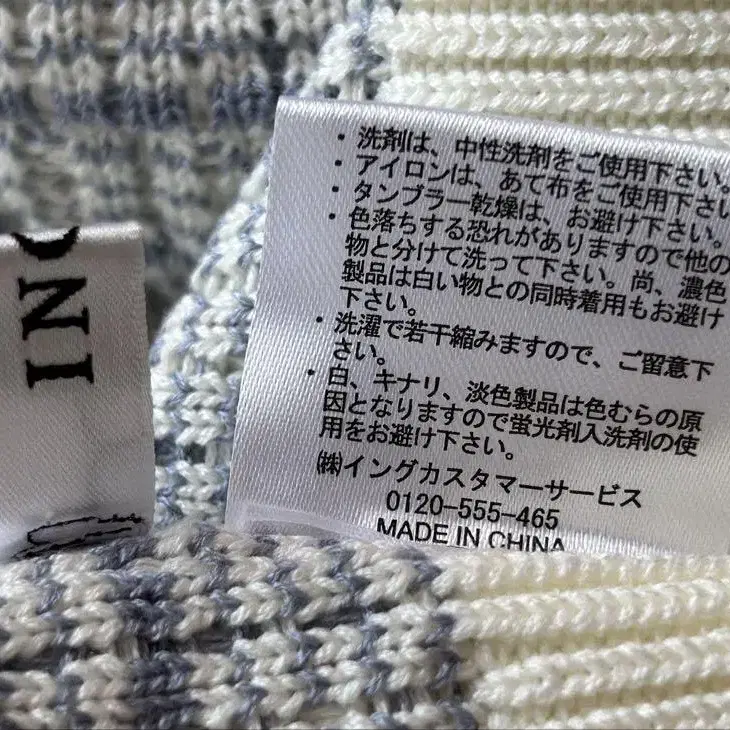 ING
・洗剤は、中性洗剤をご使用下さい。
・アイロンは、あて布をご使用下さい
・タンブラー乾燥は、お避け下さい。
・色落ちする恐れがありますので他の
物と分けて洗って下さい。尚、濃色
製品は白い物との同時着用もお避け
下さい。
・洗濯で若干縮みますので、ご留意下
さい。
・白、キナリ、淡色製品は色むらの原
因となりますので蛍光剤入洗剤の使
用をお避け下さい。
㈱イングカスタマーサービス
0120-555-465
MADE IN CHINA